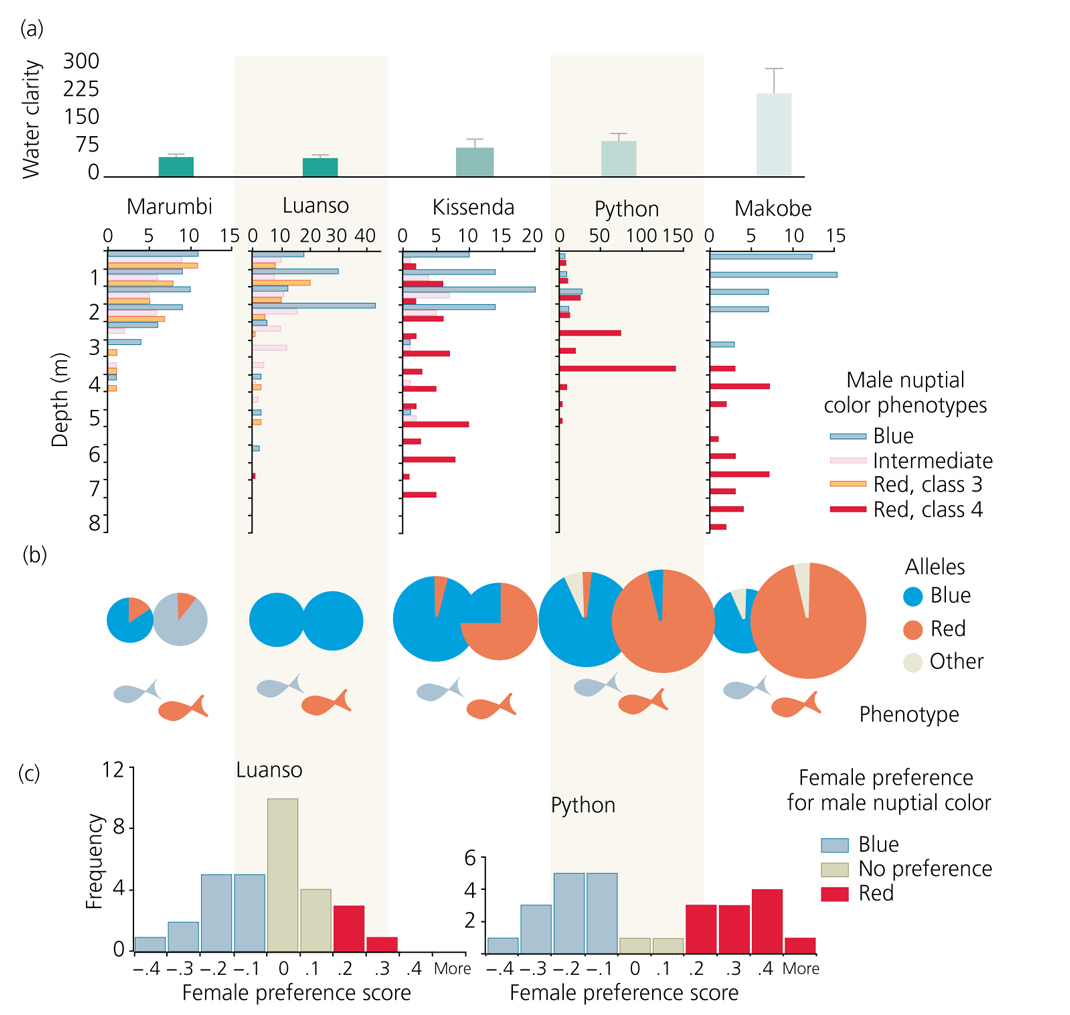 (a)
Water clarity
300
225
150
75
0
Marumbi
Luanso
Kissenda
Python
Makobe
0 5 10 15
0 10 20 30 40
0 5 10 15 20
0 50 100 150
0 5 10 15
Depth (m)
1
2
3
4
5
6
7
8
Male nuptial
color phenotypes
Blue
Intermediate
Red, class 3
Red, class 4
(b)
Alleles
Blue
Red
Other
Phenotype
(c)
Luanso
Frequency
12
8
4
0
–.4 –.3 –.2 –.1 0 .1 .2 .3 .4 More
Female preference score
Python
6
4
2
–.4 –.3 –.2 –.1 0 .1 .2 .3 .4 More
Female preference score
Female preference
for male nuptial color
Blue
No preference
Red